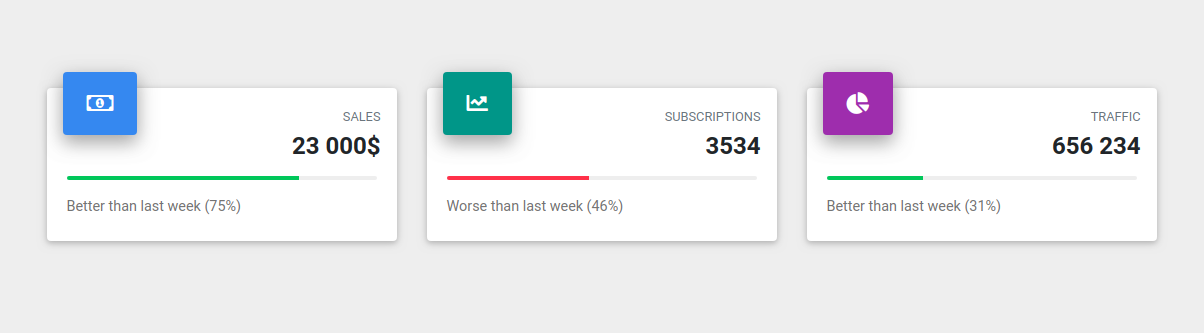 SALES
23 000$
Better than last week (75%)
SUBSCRIPTIONS
3534
Worse than last week (46%)
TRAFFIC
656 234
Better than last week (31%)